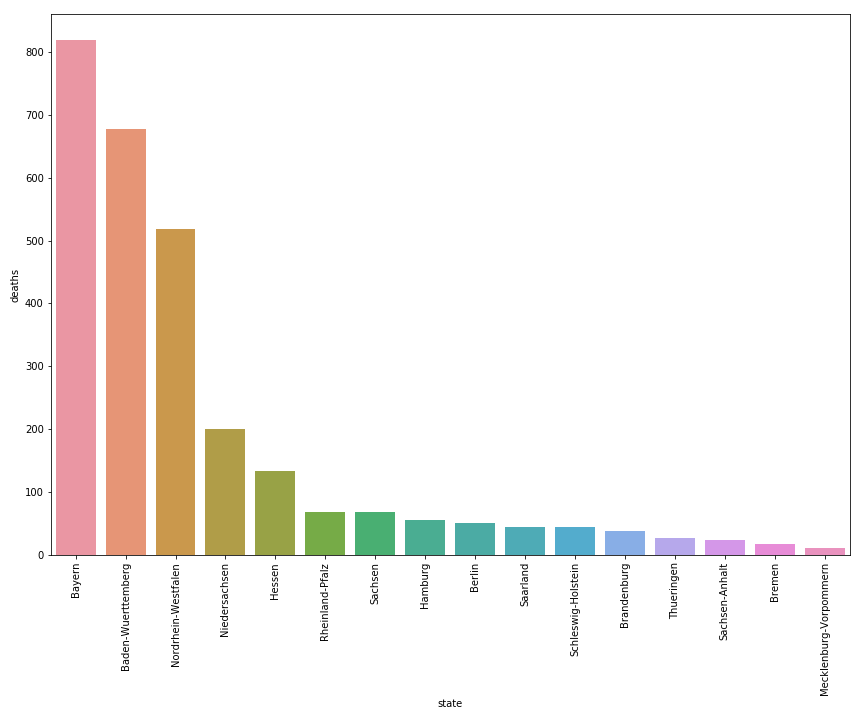 deaths
800
700
600
500
400
300
200
100
0
Bayern
Baden-Wuerttemberg
Nordrhein-Westfalen
Niedersachsen
Hessen
Rheinland-Pfalz
Sachsen
Hamburg
Berlin
Saarland
Schleswig-Holstein
Brandenburg
Thueringen
Sachsen-Anhalt
Bremen
Mecklenburg-Vorpommern
state